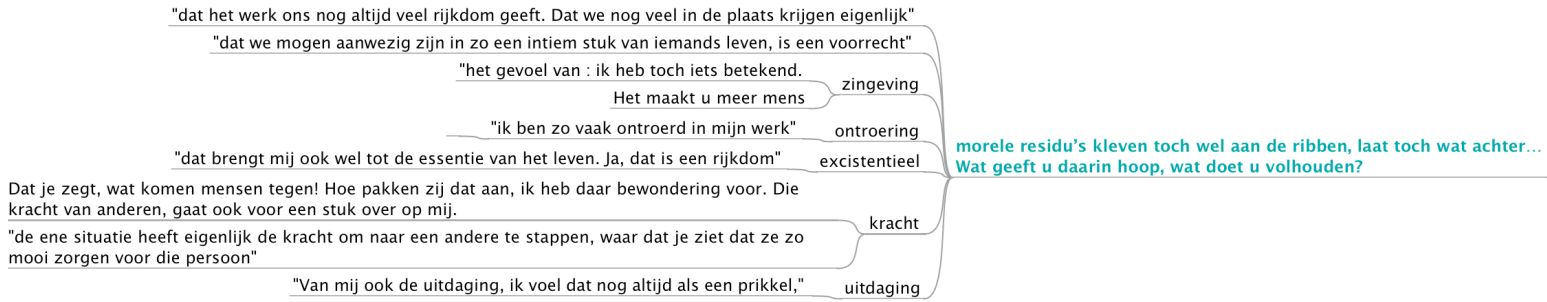 "dat het werk ons nog altijd veel rijkdom geeft. Dat we nog veel in de plaats krijgen eigenlijk"
"dat we mogen aanwezig zijn in zo een intiem stuk van iemands leven, is een voorrecht"
"het gevoel van : ik heb toch iets betekend.
Het maakt u meer mens
zingeving
"ik ben zo vaak ontroerd in mijn werk"
ontroering
"dat brengt mij ook wel tot de essentie van het leven. Ja, dat is een rijkdom"
excistentieel
Dat je zegt, wat komen mensen tegen! Hoe pakken zij dat aan, ik heb daar bewondering voor. Die
kracht van anderen, gaat ook voor een stuk over op mij.
"de ene situatie heeft eigenlijk de kracht om naar een andere te stappen, waar dat je ziet dat ze zo
mooi zorgen voor die persoon"
kracht
"Van mij ook de uitdaging, ik voel dat nog altijd als een prikkel,"
uitdaging
morele residu's kleven toch wel aan de ribben, laat toch wat achter...
Wat geeft u daarin hoop, wat doet u volhouden?